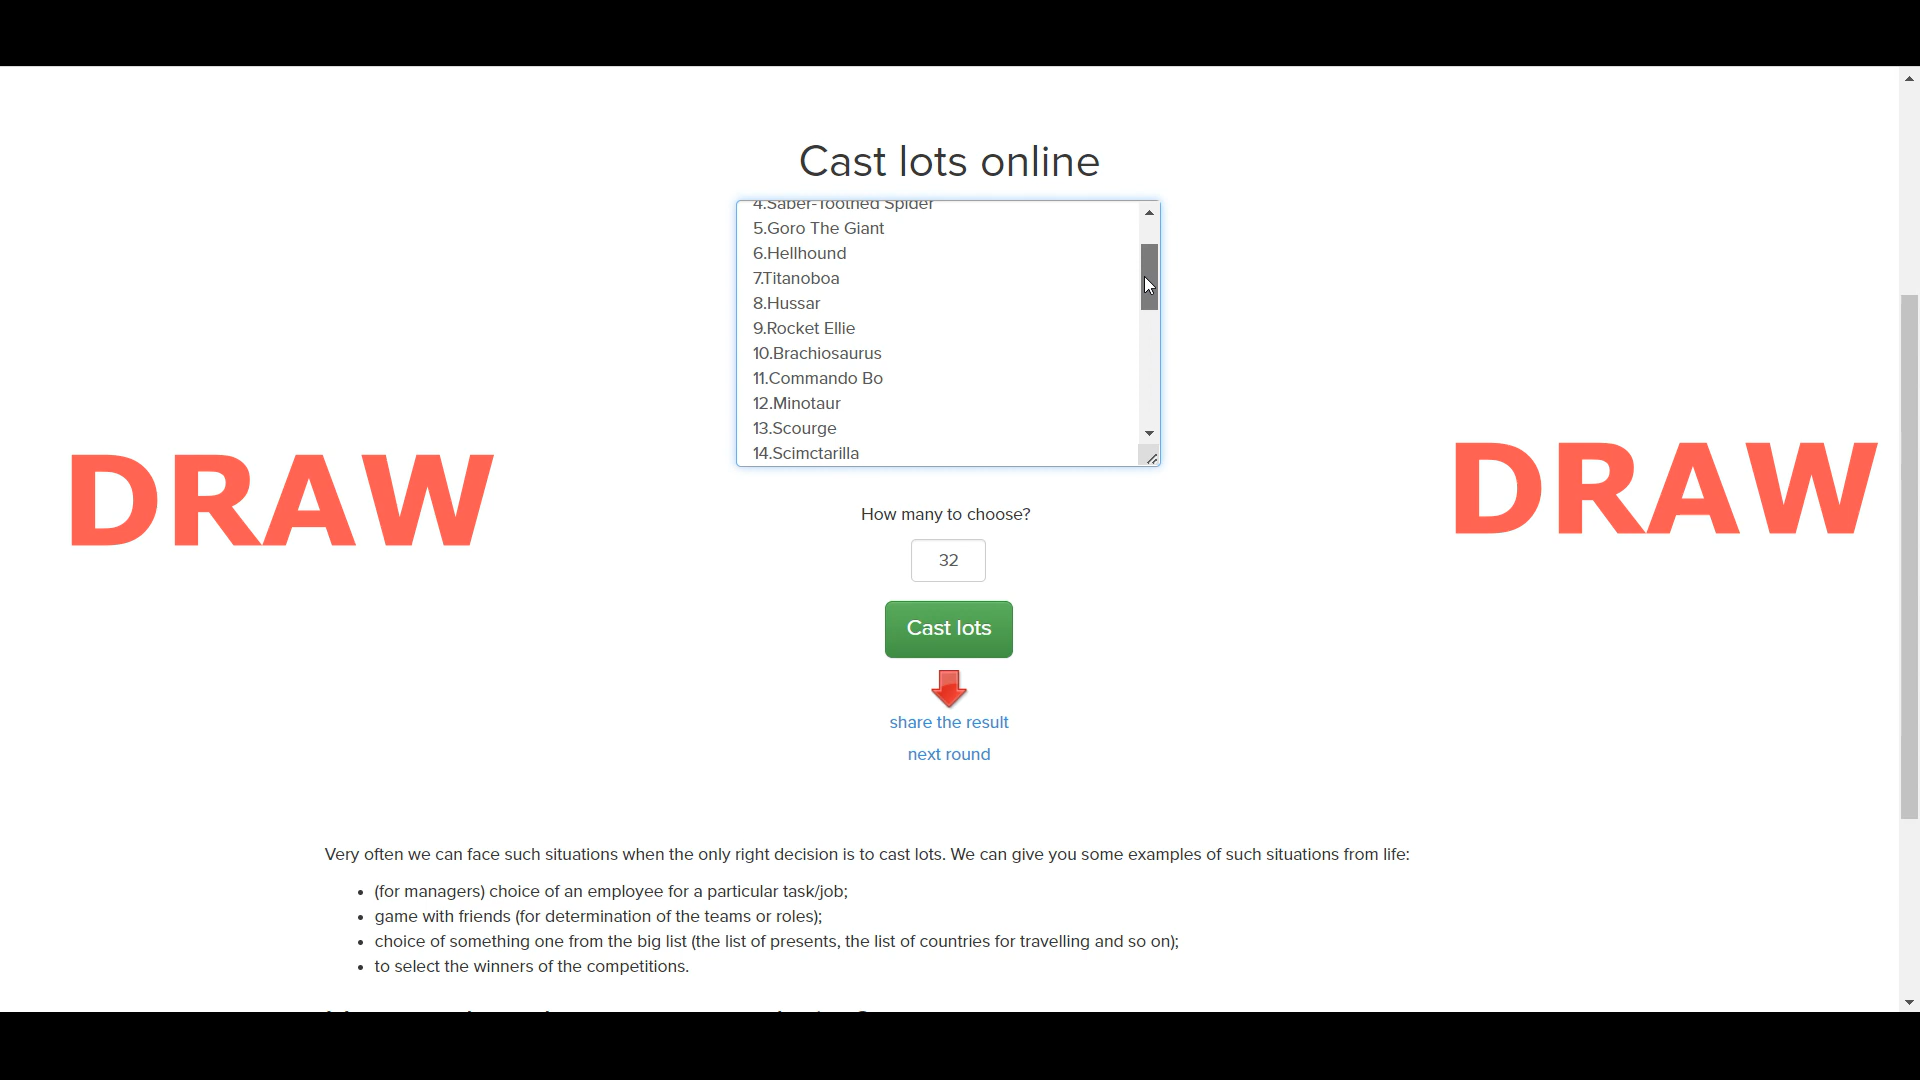 Cast lots online
4.Saber-Toothed Spider
5.Goro The Giant
6.Hellhound
7.Titanoboa
8.Hussar
9.Rocket Ellie
10.Brachiosaurus
11.Commando Bo
12.Minotaur
13.Scourge
14.Scimctarilla
DRAW
DRAW
How many to choose?
32
Cast lots
share the result
next round
Very often we can face such situations when the only right decision is to cast lots. We can give you some examples of such situations from life:
• (for managers) choice of an employee for a particular task/job;
• game with friends (for determination of the teams or roles);
• choice of something one from the big list (the list of presents, the list of countries for travelling and so on);
• to select the winners of the competitions.